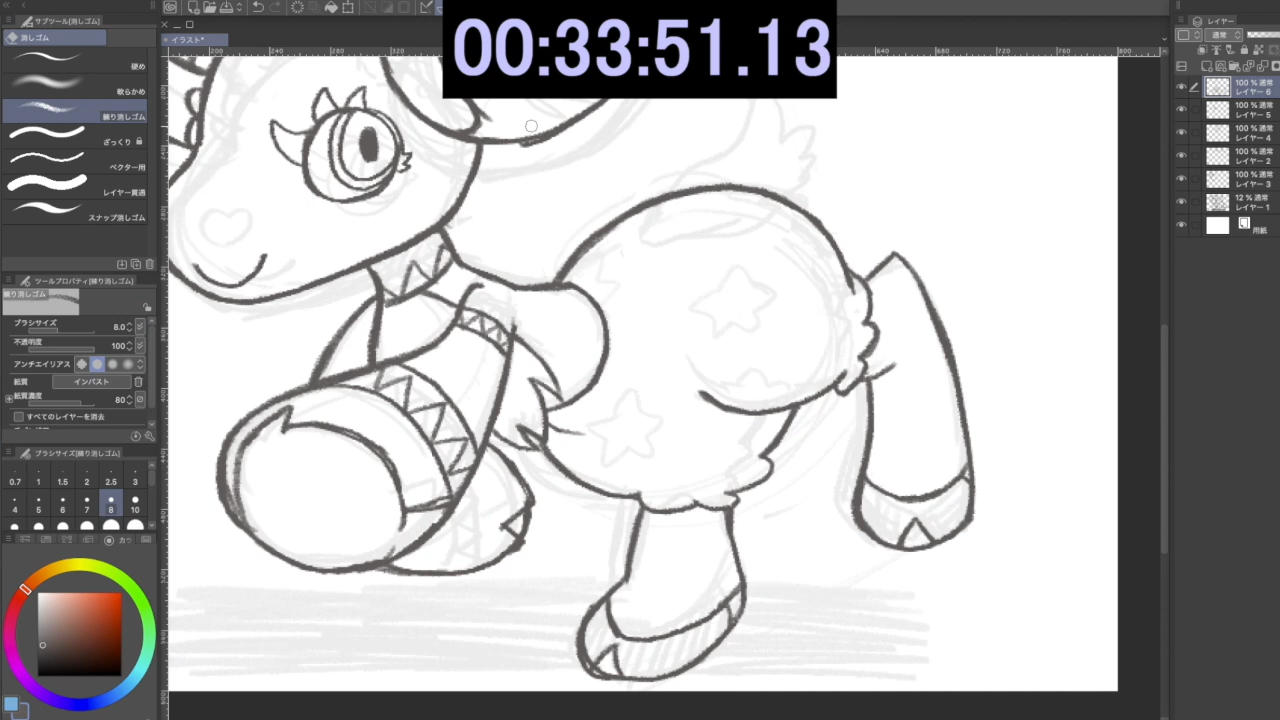 サブツール[消しゴム]
消しゴム
硬め
軟らかめ
練り消しゴム
ざっくり
ベクター用
レイヤー貫通
スナップ消しゴム
ツールプロパティ[練り消しゴム]
練り消しゴム
ブラシサイズ 8.0
不透明度 100
アンチエイリアス
紙質 インパスト
紙質濃度 80
すべてのレイヤーを消去
ブラシサイズ[練り消しゴム]
0.7 1 1.5 2 2.5 3
4 5 6 7 8 10
イラスト*
00:33:51.13
レイヤー
通常
100 % 通常
レイヤー 6
100 % 通常
レイヤー 5
100 % 通常
レイヤー 4
100 % 通常
レイヤー 2
100 % 通常
レイヤー 3
12 % 通常
レイヤー 1
用紙
200 240 280 320 640 680 720 760 800